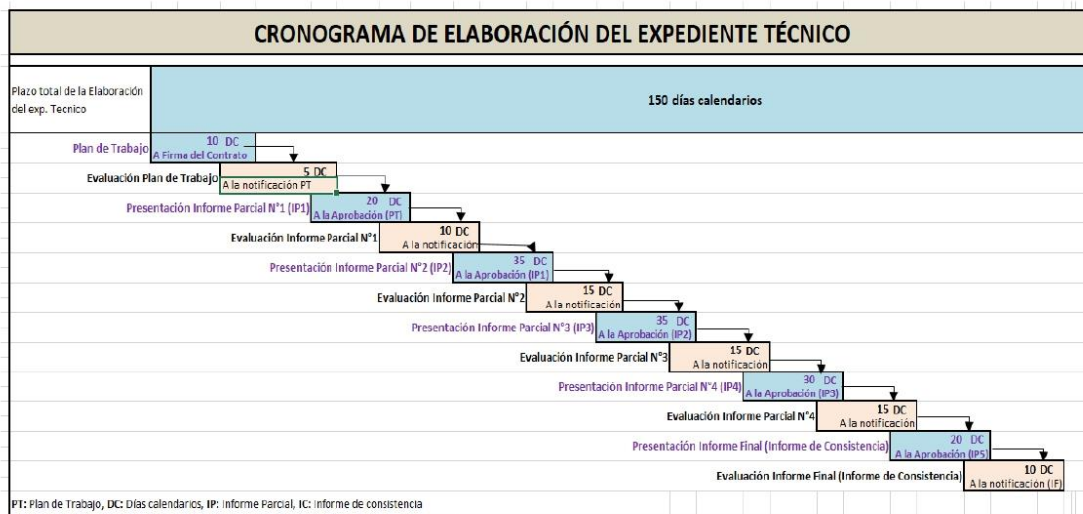 CRONOGRAMA DE ELABORACIÓN DEL EXPEDIENTE TÉCNICO
Plazo total de la Elaboración
del exp. Tecnico
150 días calendarios
Plan de Trabajo
10 DC
A Firma del Contrato
Evaluación Plan de Trabajo
5 DC
A la notificación PT
Presentación Informe Parcial N°1 (IP1)
20 DC
A la Aprobación (PT)
Evaluación Informe Parcial N°1
10 DC
A la notificación
Presentación Informe Parcial N°2 (IP2)
35 DC
A la Aprobación (IP1)
Evaluación Informe Parcial N°2
15 DC
A la notificación
Presentación Informe Parcial N°3 (IP3)
35 DC
A la Aprobación (IP2)
Evaluación Informe Parcial N°3
15 DC
A la notificación
Presentación Informe Parcial N°4 (IP4)
30 DC
A la Aprobación (IP3)
Evaluación Informe Parcial N°4
15 DC
A la notificación
Presentación Informe Final (Informe de Consistencia)
20 DC
A la Aprobación (IP5)
Evaluación Informe Final (Informe de Consistencia)
10 DC
A la notificación (IF)
PT: Plan de Trabajo, DC: Días calendarios, IP: Informe Parcial, IC: Informe de consistencia